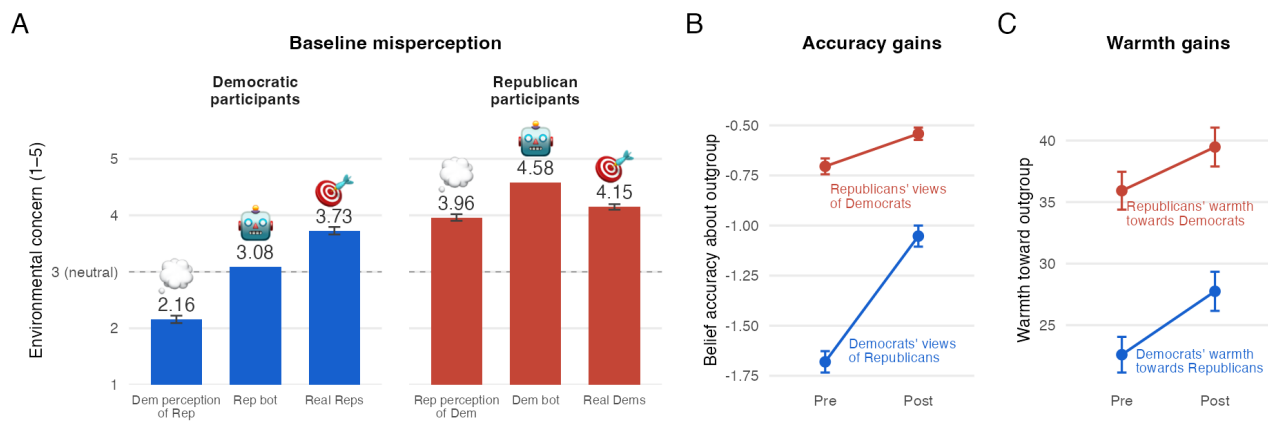 A
Baseline misperception
Democratic
participants
Republican
participants
Environmental concern (1–5)
5
4
3 (neutral)
2
1
2.16
3.08
3.73
3.96
4.58
4.15
Dem perception
of Rep
Rep bot
Real Reps
Rep perception
of Dem
Dem bot
Real Dems
B
Accuracy gains
Belief accuracy about outgroup
-0.50
-0.75
-1.00
-1.25
-1.50
-1.75
Republicans' views
of Democrats
Democrats' views
of Republicans
Pre
Post
C
Warmth gains
Warmth toward outgroup
40
35
30
25
Republicans' warmth
towards Democrats
Democrats' warmth
towards Republicans
Pre
Post